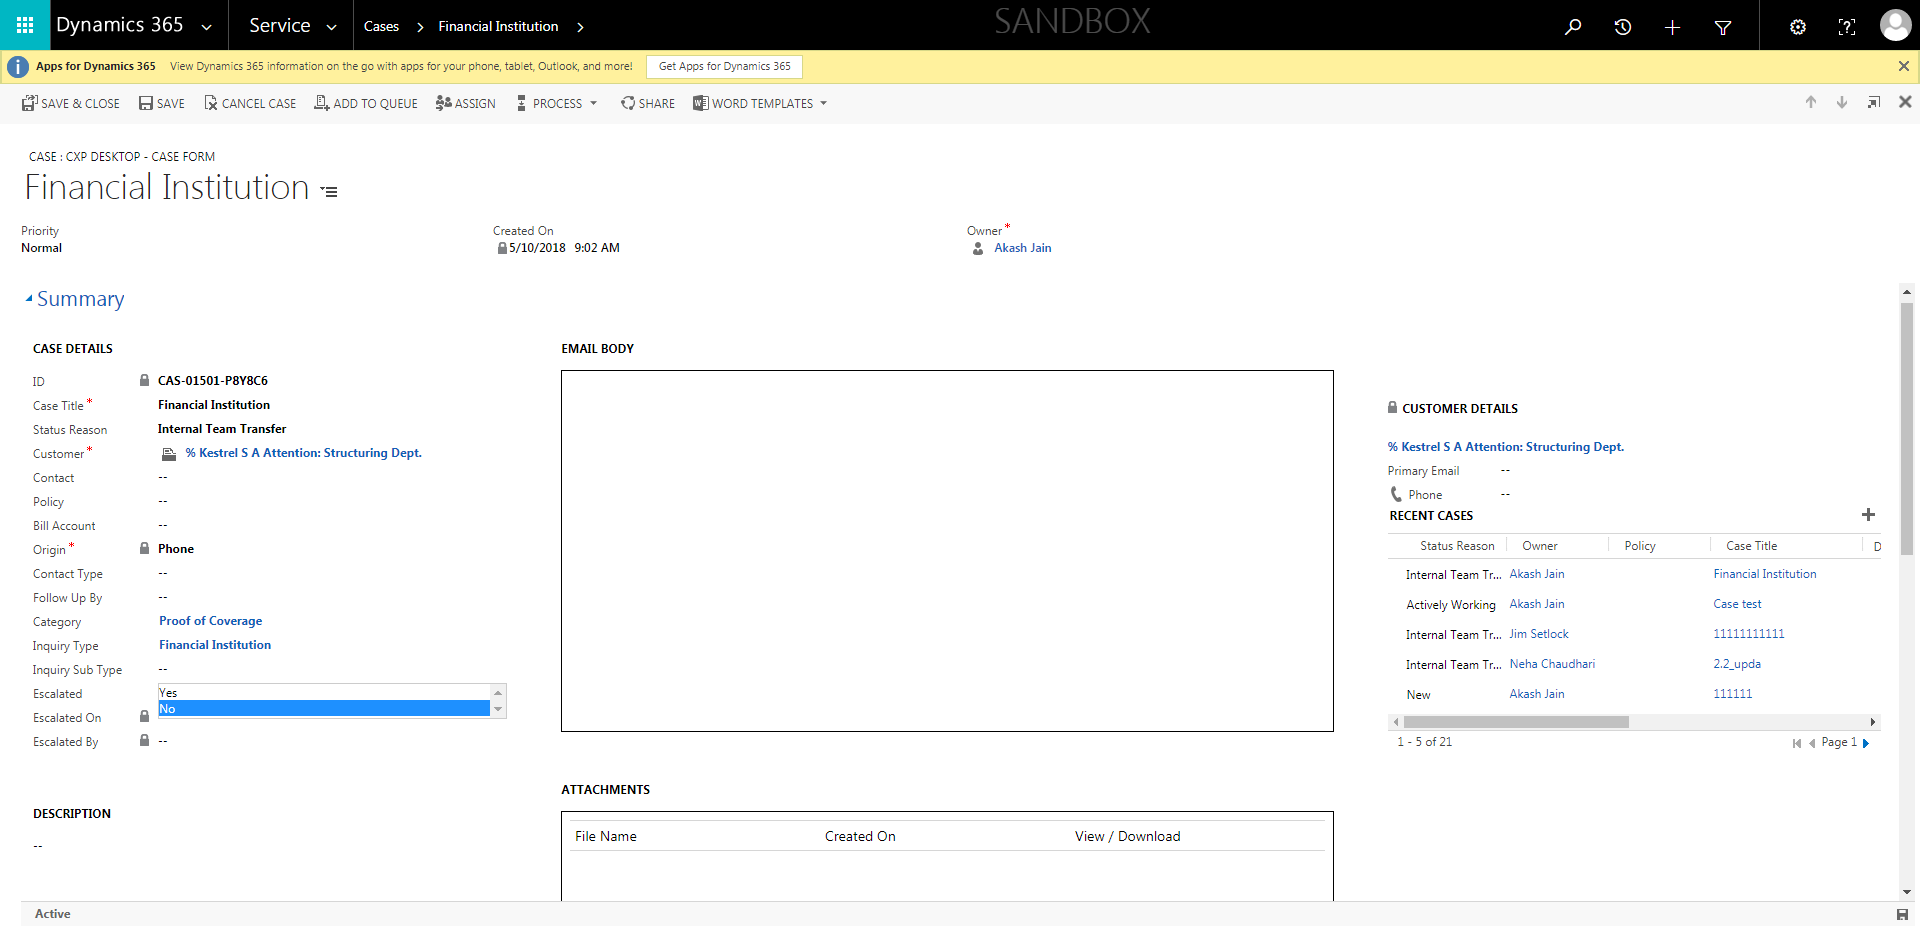 Dynamics 365 Service Cases Financial Institution SANDBOX
Apps for Dynamics 365 View Dynamics 365 information on the go with apps for your phone, tablet, Outlook, and more! Get Apps for Dynamics 365
SAVE & CLOSE SAVE CANCEL CASE ADD TO QUEUE ASSIGN PROCESS SHARE WORD TEMPLATES
CASE : CXP DESKTOP - CASE FORM
Financial Institution
Priority Created On Owner *
Normal 5/10/2018 9:02 AM Akash Jain
Summary
CASE DETAILS
ID CAS-01501-P8Y8C6
Case Title * Financial Institution
Status Reason Internal Team Transfer
Customer * % Kestrel S A Attention: Structuring Dept.
Contact --
Policy --
Bill Account --
Origin * Phone
Contact Type --
Follow Up By --
Category Proof of Coverage
Inquiry Type Financial Institution
Inquiry Sub Type --
Escalated Yes
No
Escalated On
Escalated By --
DESCRIPTION
--
EMAIL BODY
ATTACHMENTS
File Name Created On View / Download
CUSTOMER DETAILS
% Kestrel S A Attention: Structuring Dept.
Primary Email --
Phone --
RECENT CASES
Status Reason Owner Policy Case Title D
Internal Team Tr... Akash Jain Financial Institution
Actively Working Akash Jain Case test
Internal Team Tr... Jim Setlock 11111111111
Internal Team Tr... Neha Chaudhari 2.2_upda
New Akash Jain 111111
1 - 5 of 21 Page 1
Active